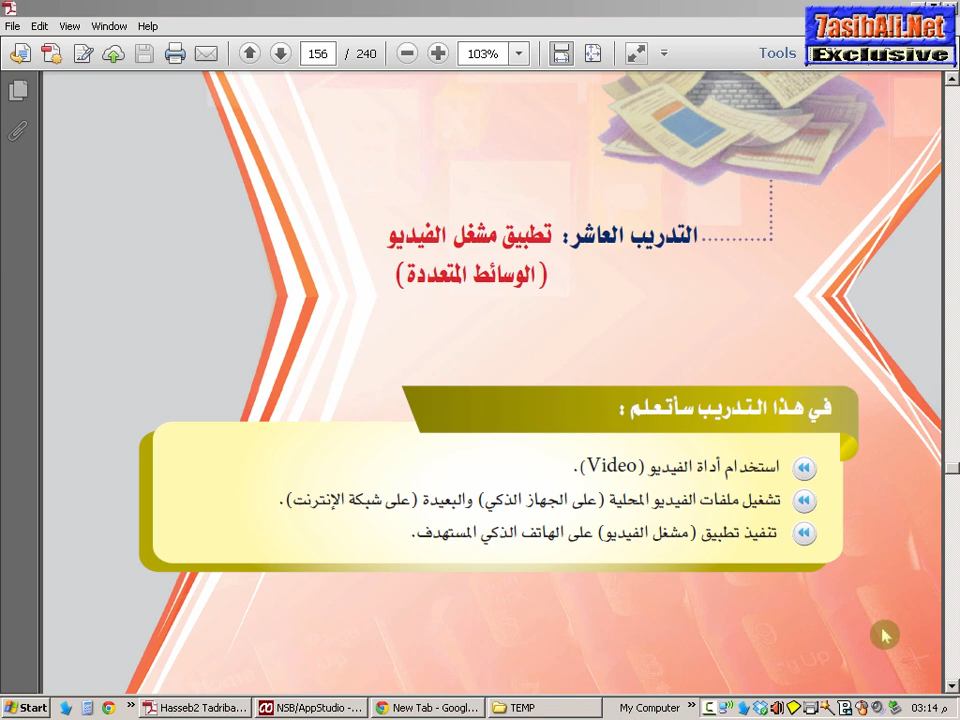 7asibAli.Net
Exclusive
File Edit View Window Help
156 / 240 103% Tools
التدريب العاشر: تطبيق مشغل الفيديو
(الوسائط المتعددة)
في هذا التدريب سأتعلم :
استخدام أداة الفيديو (Video).
تشغيل ملفات الفيديو المحلية (على الجهاز الذكي) والبعيدة (على شبكة الإنترنت).
تنفيذ تطبيق (مشغل الفيديو) على الهاتف الذكي المستهدف.
Start Hasseb2 Tadriba... NSB/AppStudio -... New Tab - Googl... TEMP My Computer 03:14 م